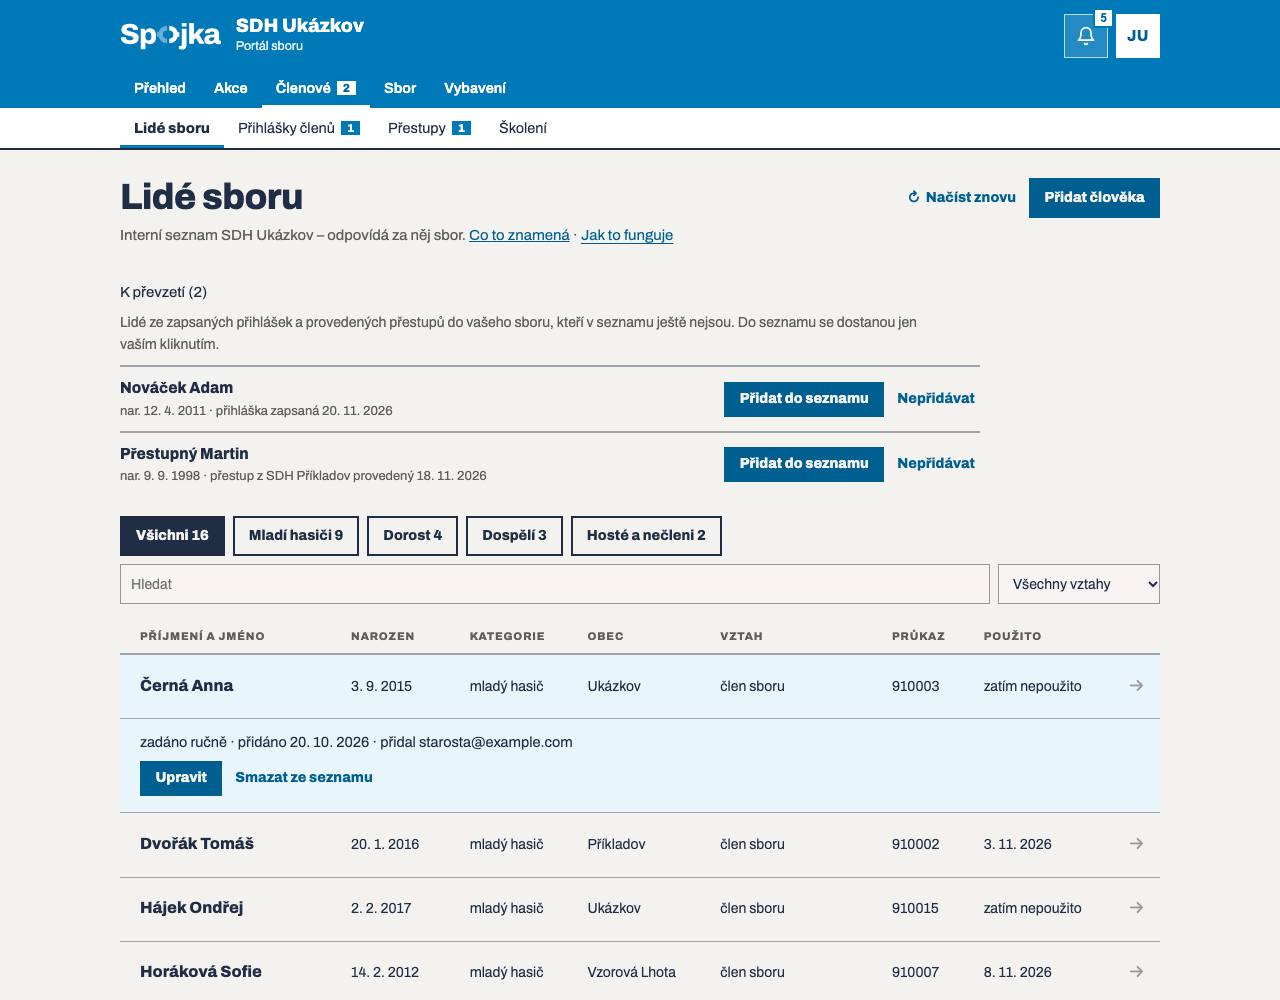 Spojka
SDH Ukázkov
Portál sboru
5
JU
Přehled Akce Členové 2 Sbor Vybavení
Lidé sboru Přihlášky členů 1 Přestupy 1 Školení
Lidé sboru
↻ Načíst znovu Přidat člověka
Interní seznam SDH Ukázkov – odpovídá za něj sbor. Co to znamená · Jak to funguje
K převzetí (2)
Lidé ze zapsaných přihlášek a provedených přestupů do vašeho sboru, kteří v seznamu ještě nejsou. Do seznamu se dostanou jen
vaším kliknutím.
Nováček Adam
nar. 12. 4. 2011 · přihláška zapsaná 20. 11. 2026
Přidat do seznamu Nepřidávat
Přestupný Martin
nar. 9. 9. 1998 · přestup z SDH Příkladov provedený 18. 11. 2026
Přidat do seznamu Nepřidávat
Všichni 16 Mladí hasiči 9 Dorost 4 Dospělí 3 Hosté a nečleni 2
Hledat Všechny vztahy
PŘÍJMENÍ A JMÉNO NAROZEN KATEGORIE OBEC VZTAH PRŮKAZ POUŽITO
Černá Anna 3. 9. 2015 mladý hasič Ukázkov člen sboru 910003 zatím nepoužito →
zadáno ručně · přidáno 20. 10. 2026 · přidal starosta@example.com
Upravit Smazat ze seznamu
Dvořák Tomáš 20. 1. 2016 mladý hasič Příkladov člen sboru 910002 3. 11. 2026 →
Hájek Ondřej 2. 2. 2017 mladý hasič Ukázkov člen sboru 910015 zatím nepoužito →
Horáková Sofie 14. 2. 2012 mladý hasič Vzorová Lhota člen sboru 910007 8. 11. 2026 →